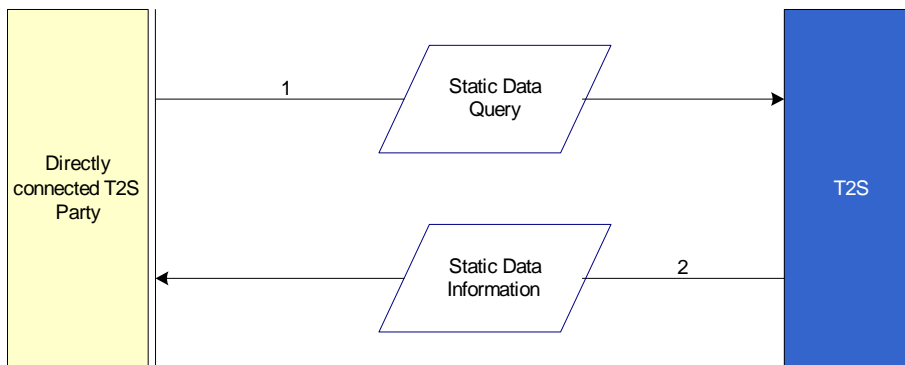 1
Static Data
Query
Directly
connected T2S
Party
T2S
Static Data
Information
2